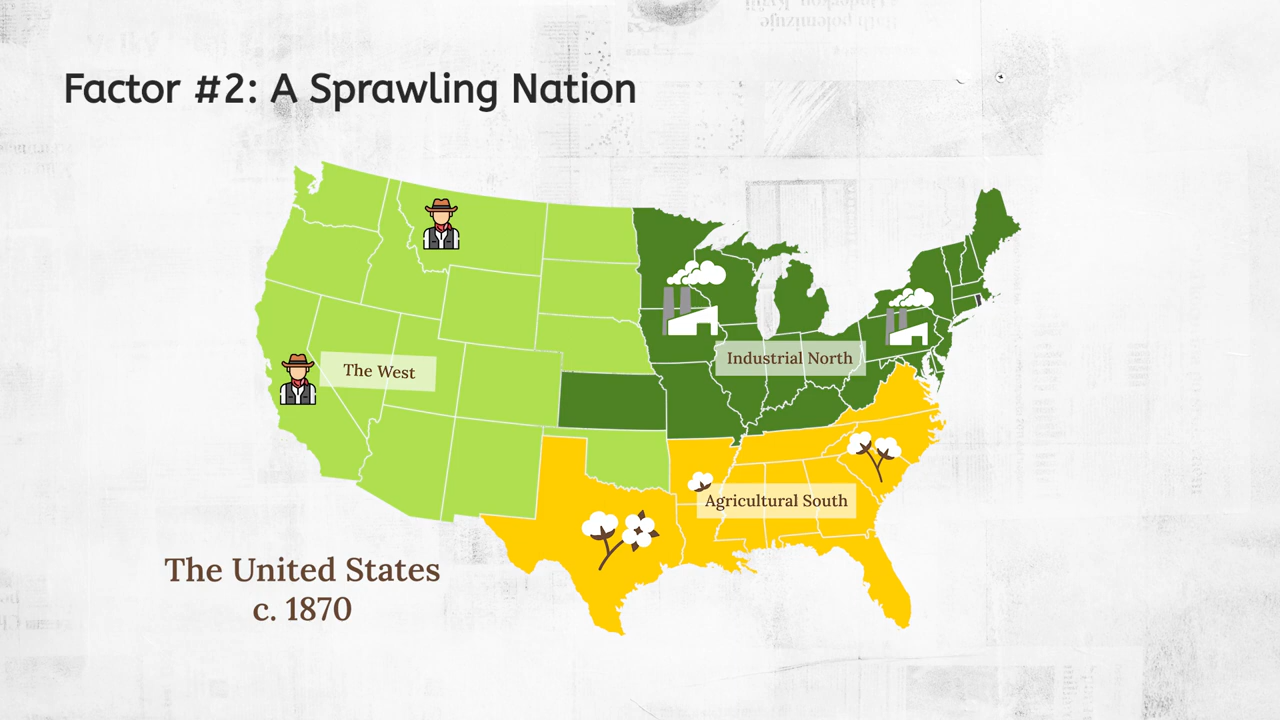 Factor #2: A Sprawling Nation
The West
Industrial North
Agricultural South
The United States
c. 1870